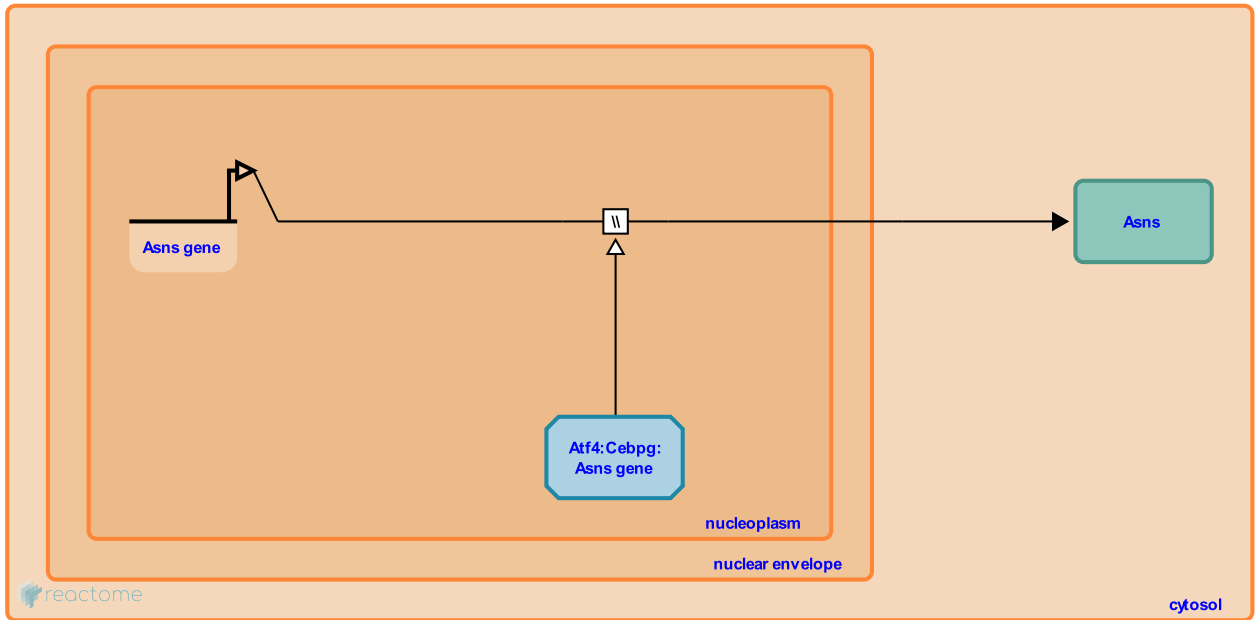 Asns gene
\\
Asns
Atf4:Cebpg:
Asns gene
nucleoplasm
nuclear envelope
reactome
cytosol